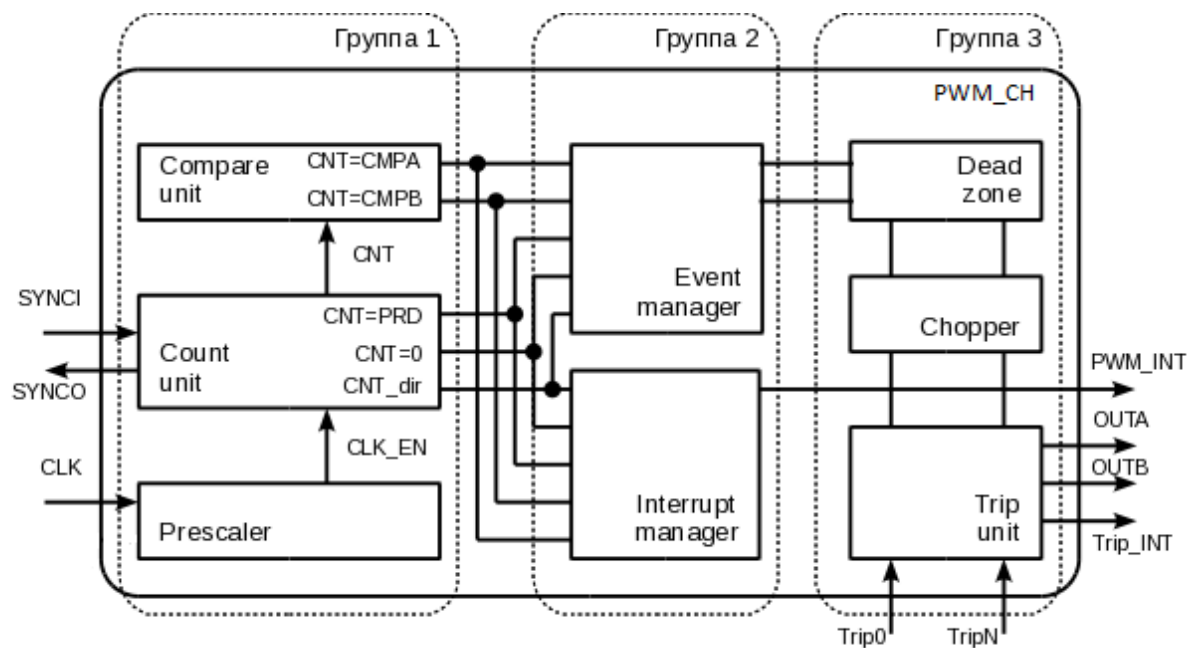 Группа 1
Группа 2
Группа 3
PWM_CH
Compare
unit
CNT=CMPA
CNT=CMPB
Dead
zone
CNT
Event
manager
SYNCI
SYNCO
Count
unit
CNT=PRD
CNT=0
CNT_dir
Chopper
PWM_INT
OUTA
OUTB
Trip_INT
CLK_EN
CLK
Prescaler
Interrupt
manager
Trip
unit
Trip0
TripN